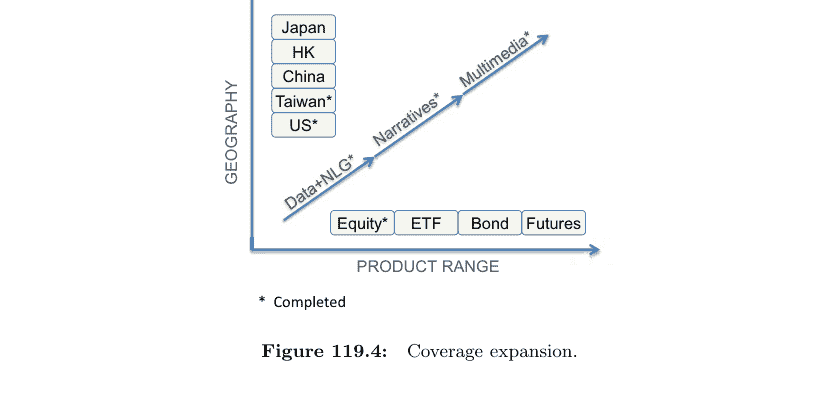 Japan
HK
China
Taiwan*
US*
GEOGRAPHY
Data+NLG*
Narratives*
Multimedia*
Equity* ETF Bond Futures
PRODUCT RANGE
* Completed
Figure 119.4: Coverage expansion.